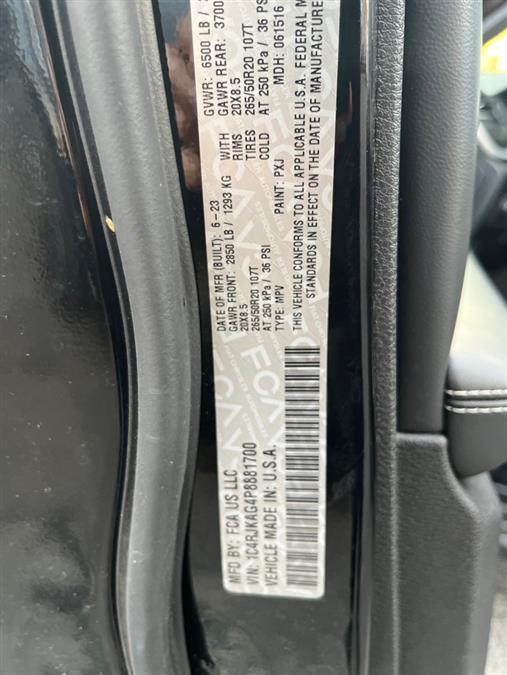 MFD BY: FCA US LLC
DATE OF MFR (BUILT): 6-23
GVWR: 6500 LB /
GAWR FRONT: 2850 LB / 1293 KG WITH
GAWR REAR: 3700
20X8.5 RIMS 20X8.5
265/50R20 107T TIRES 265/50R20 107T
AT 250 kPa / 36 PSI COLD AT 250 kPa / 36 PSI
VIN: 1C4RJKAG4P8881700
TYPE: MPV
PAINT: PXJ
MDH: 061516
VEHICLE MADE IN: U.S.A.
THIS VEHICLE CONFORMS TO ALL APPLICABLE U.S.A. FEDERAL M
STANDARDS IN EFFECT ON THE DATE OF MANUFACTURE